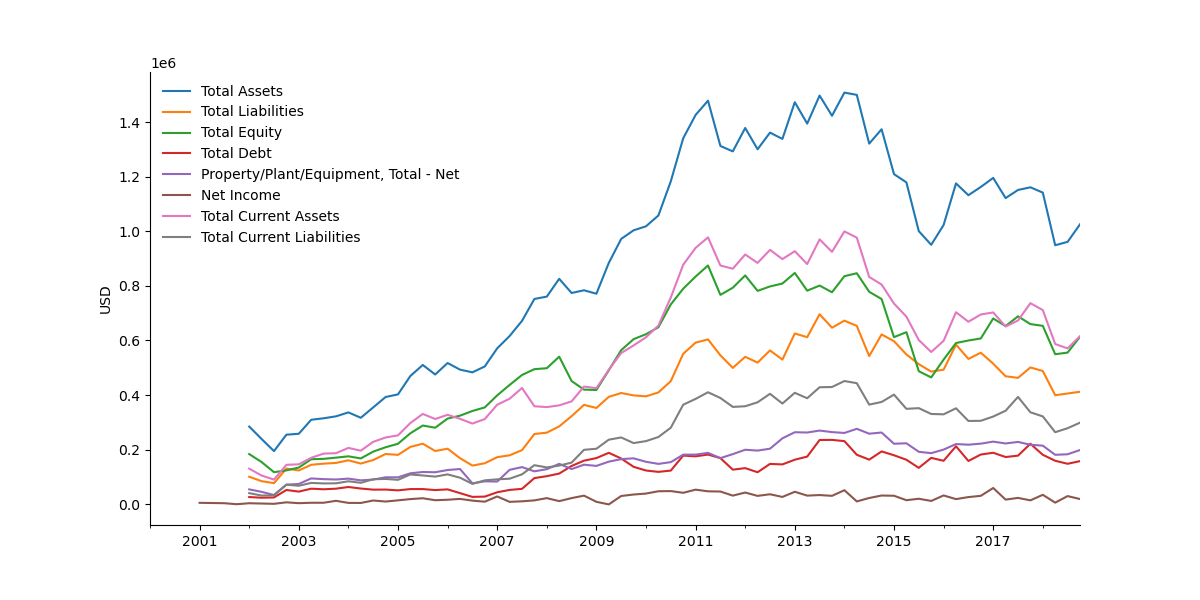 1e6
Total Assets
Total Liabilities
Total Equity
Total Debt
Property/Plant/Equipment, Total - Net
Net Income
Total Current Assets
Total Current Liabilities
1.4
1.2
1.0
0.8
0.6
0.4
0.2
0.0
USD
2001 2003 2005 2007 2009 2011 2013 2015 2017